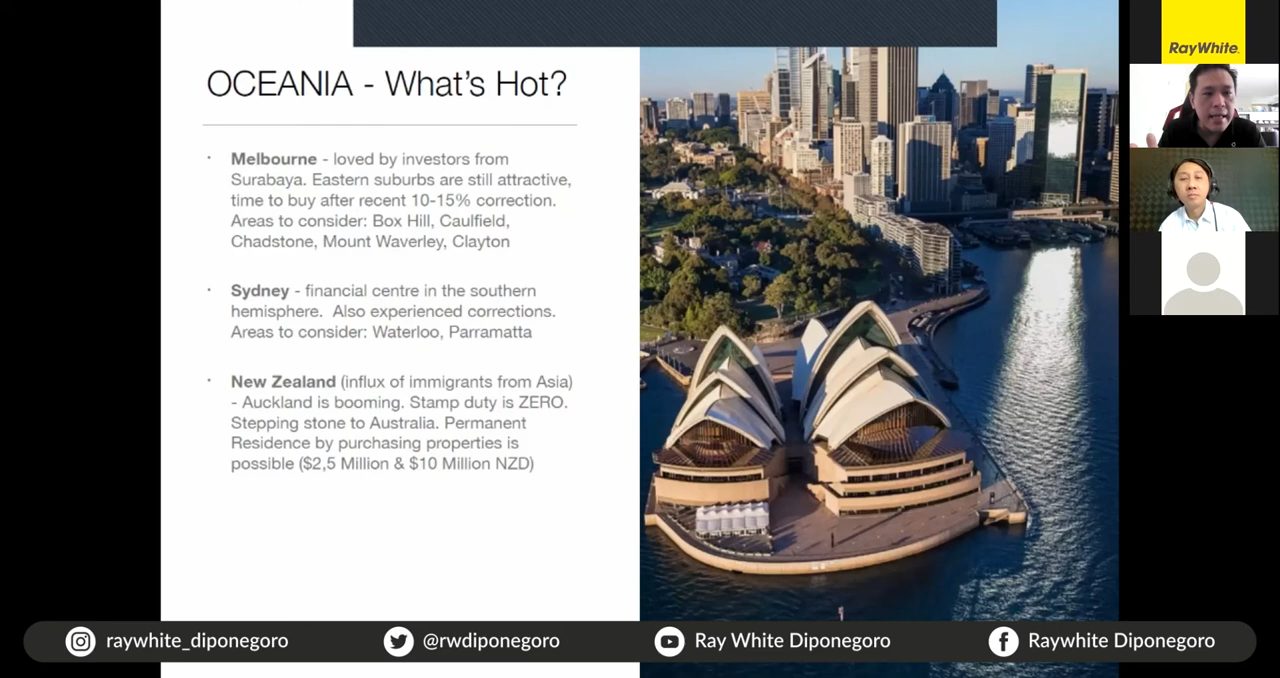 OCEANIA - What's Hot?
Melbourne - loved by investors from
Surabaya. Eastern suburbs are still attractive,
time to buy after recent 10-15% correction.
Areas to consider: Box Hill, Caulfield,
Chadstone, Mount Waverley, Clayton
Sydney - financial centre in the southern
hemisphere. Also experienced corrections.
Areas to consider: Waterloo, Parramatta
New Zealand (influx of immigrants from Asia)
- Auckland is booming. Stamp duty is ZERO.
Stepping stone to Australia. Permanent
Residence by purchasing properties is
possible ($2,5 Million & $10 Million NZD)
RayWhite.
raywhite_diponegoro
@rwdiponegoro
Ray White Diponegoro
Raywhite Diponegoro